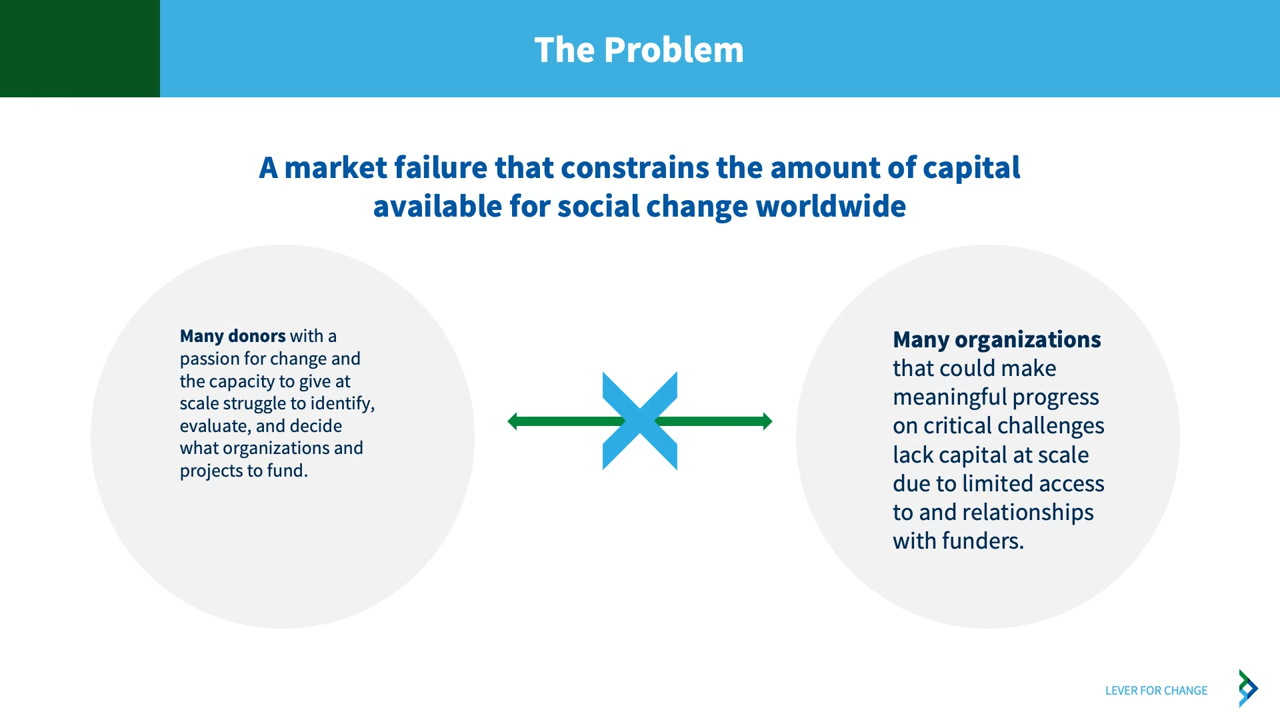 The Problem
A market failure that constrains the amount of capital
available for social change worldwide
Many donors with a
passion for change and
the capacity to give at
scale struggle to identify,
evaluate, and decide
what organizations and
projects to fund.
Many organizations
that could make
meaningful progress
on critical challenges
lack capital at scale
due to limited access
to and relationships
with funders.
LEVER FOR CHANGE